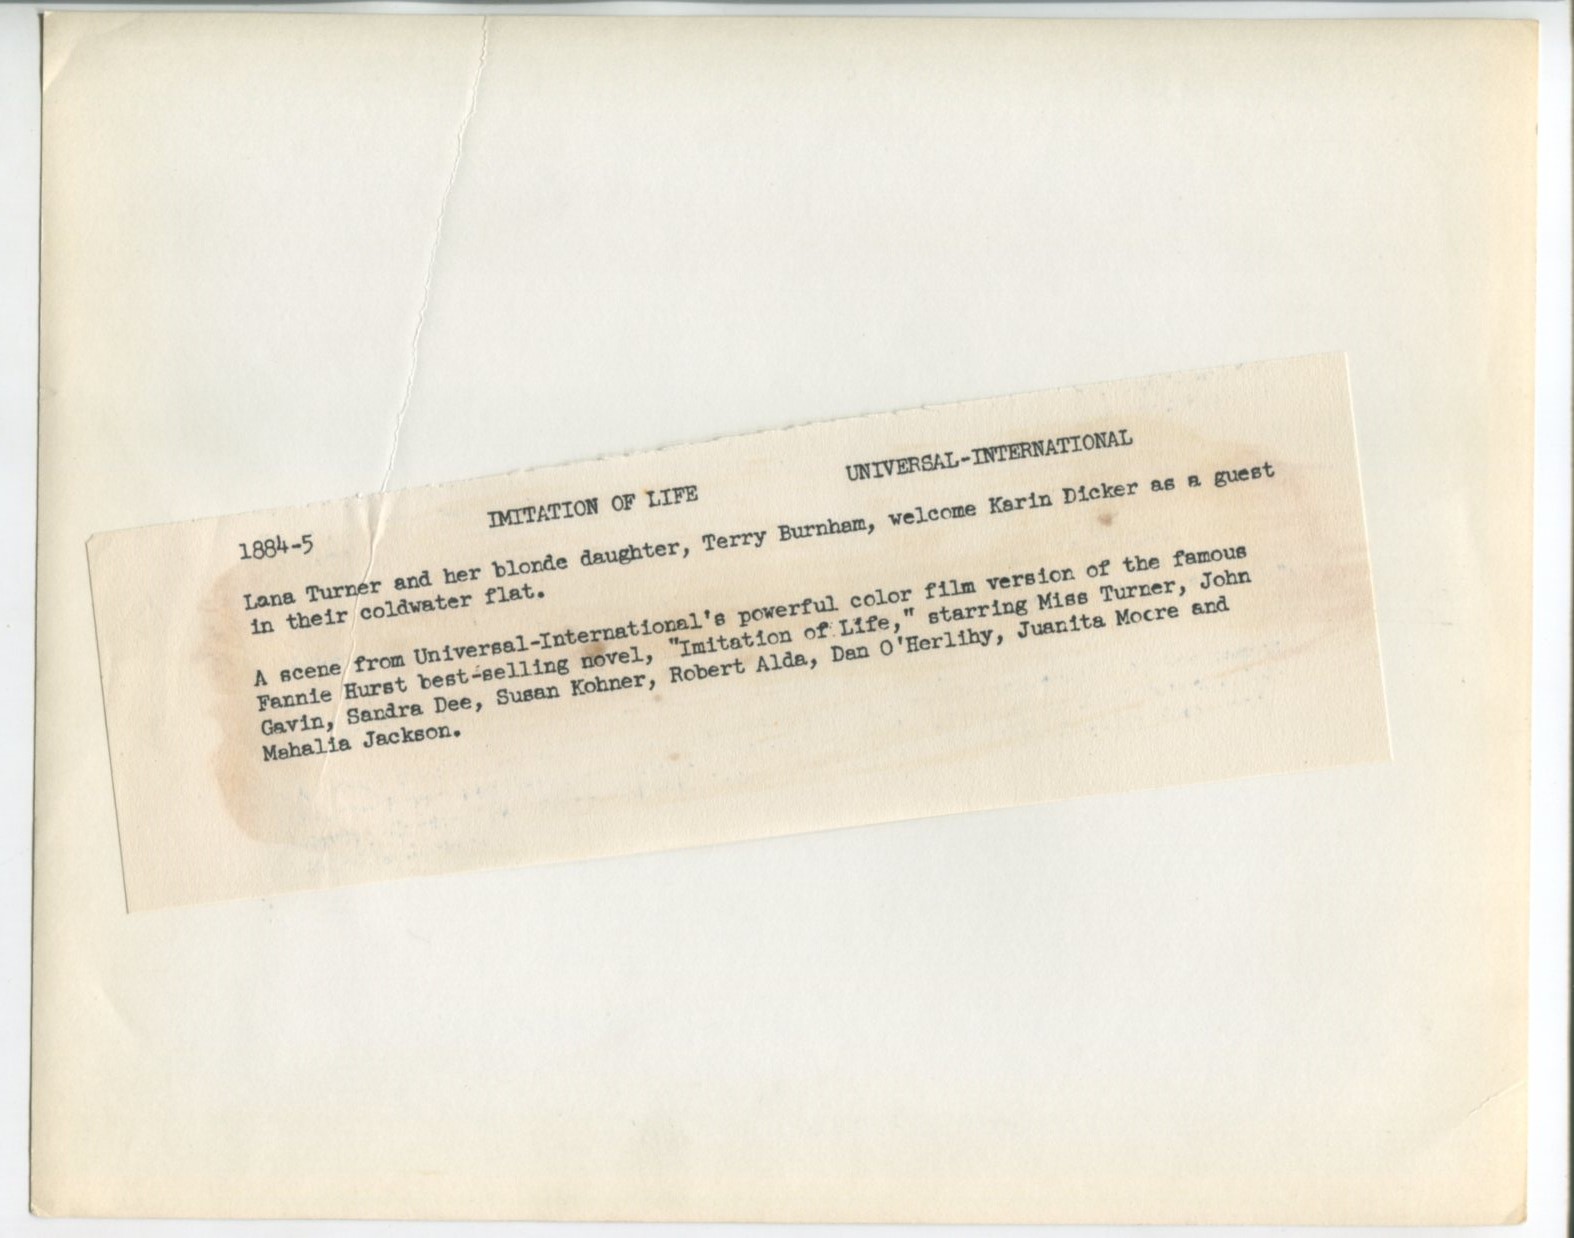 1884-5 IMITATION OF LIFE UNIVERSAL-INTERNATIONAL
Lana Turner and her blonde daughter, Terry Burnham, welcome Karin Dicker as a guest
in their coldwater flat.
A scene from Universal-International's powerful color film version of the famous
Fannie Hurst best-selling novel, "Imitation of Life," starring Miss Turner, John
Gavin, Sandra Dee, Susan Kohner, Robert Alda, Dan O'Herlihy, Juanita Moore and
Mahalia Jackson.